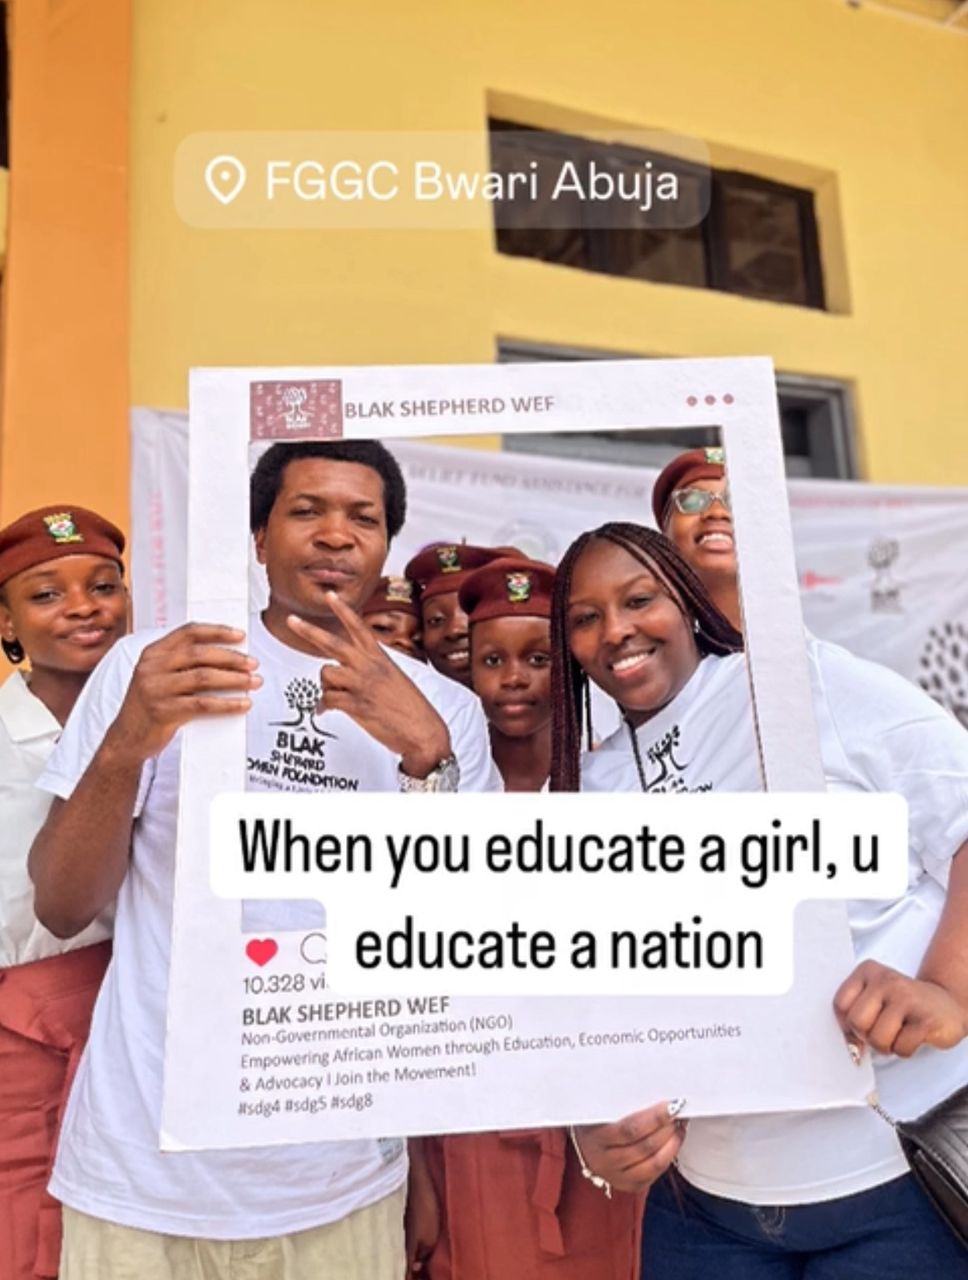 FGGC Bwari Abuja
BLAK SHEPHERD WEF
BLAK
SHEPHERD
WOMEN FOUNDATION
When you educate a girl, u
educate a nation
10.328 vi
BLAK SHEPHERD WEF
Non-Governmental Organization (NGO)
Empowering African Women through Education, Economic Opportunities
& Advocacy I Join the Movement!
#sdg4 #sdg5 #sdg8